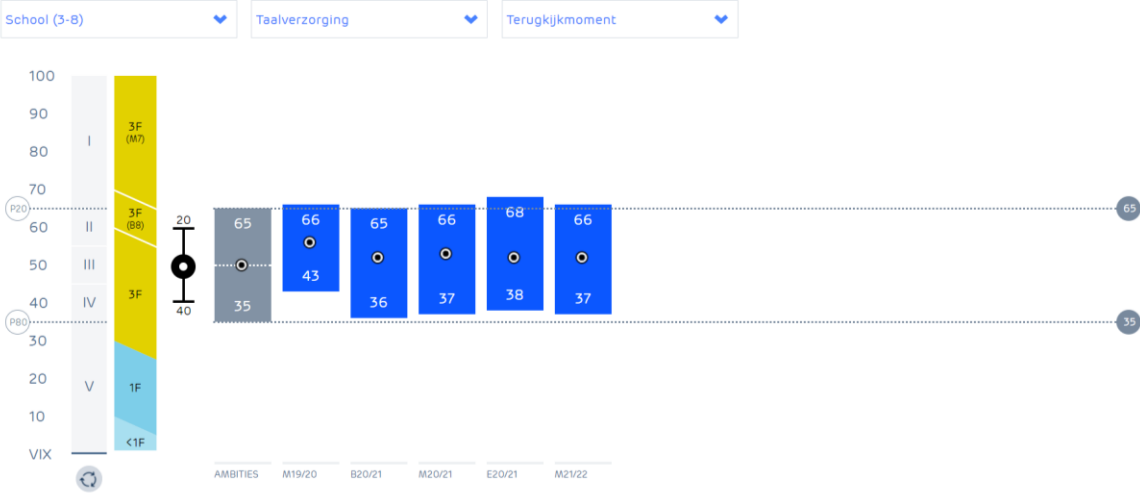 School (3-8) Taalverzorging Terugkijkmoment
100
90
80
70
60
50
40
30
20
10
VIX
P20
P80
I
II
III
IV
V
3F
(M7)
3F
(B8)
3F
1F
<1F
20
40
65
35
66
43
65
36
66
37
68
38
66
37
65
35
AMBITIES M19/20 B20/21 M20/21 E20/21 M21/22